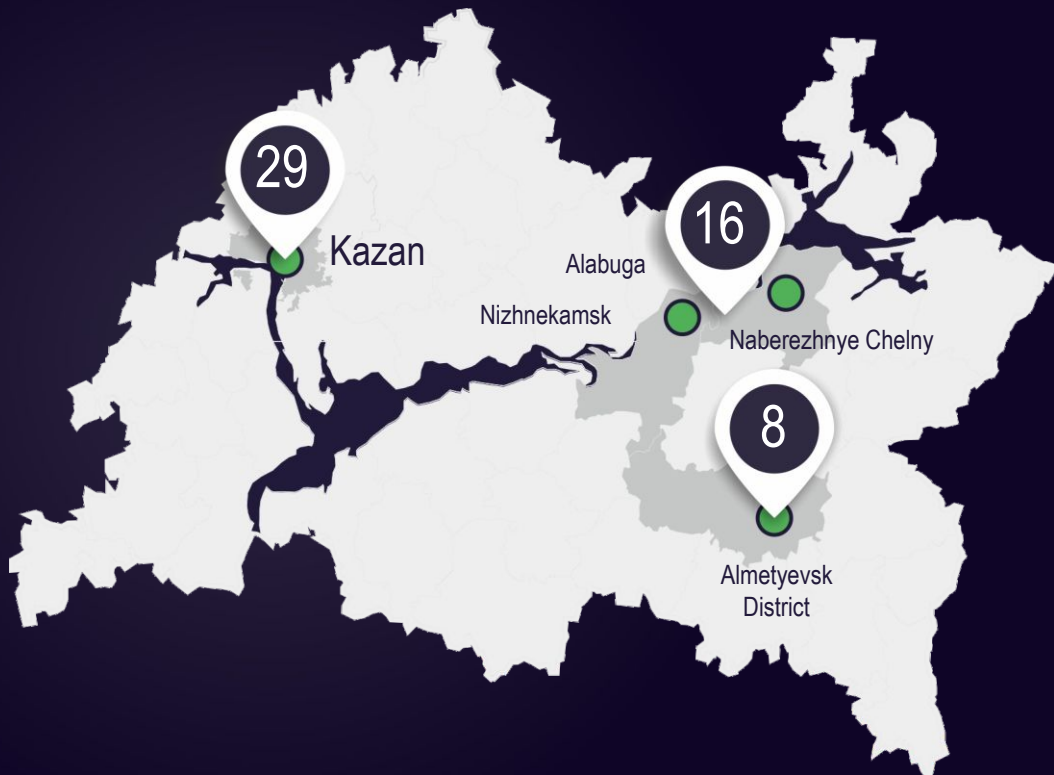 29
Kazan
16
Alabuga
Nizhnekamsk
Naberezhnye Chelny
8
Almetyevsk
District